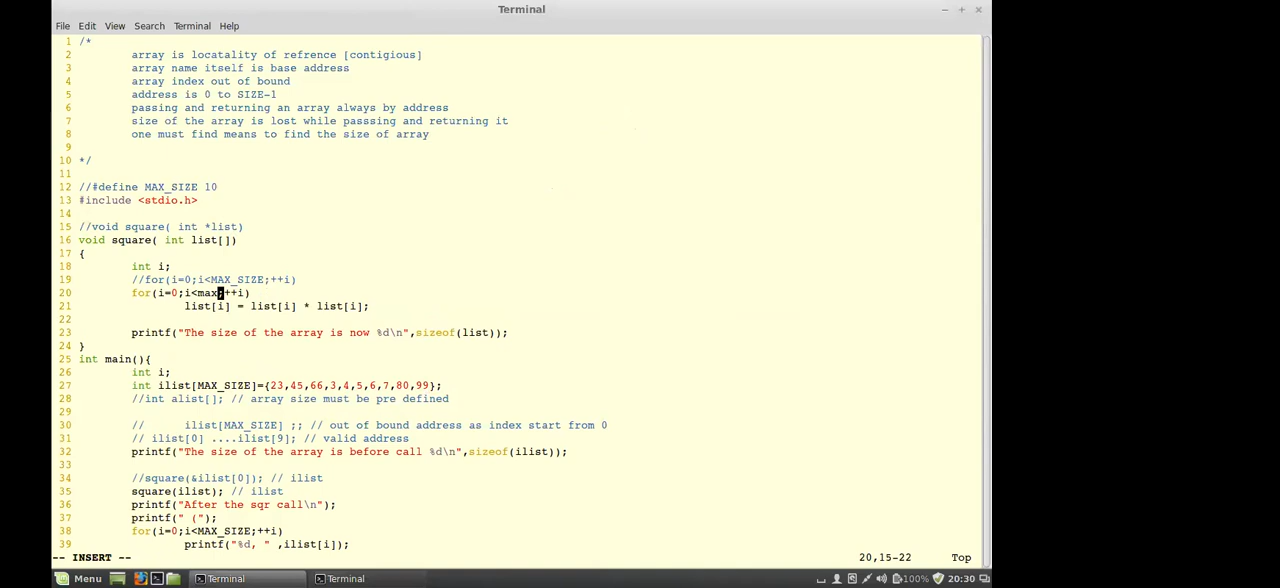 Terminal
File Edit View Search Terminal Help
1 /*
2 array is locatality of refrence [contigious]
3 array name itself is base address
4 array index out of bound
5 address is 0 to SIZE-1
6 passing and returning an array always by address
7 size of the array is lost while passsing and returning it
8 one must find means to find the size of array
9
10 */
11
12 //#define MAX_SIZE 10
13 #include <stdio.h>
14
15 //void square( int *list)
16 void square( int list[])
17 {
18 int i;
19 //for(i=0;i<MAX_SIZE;++i)
20 for(i=0;i<max;++i)
21 list[i] = list[i] * list[i];
22
23 printf("The size of the array is now %d\n",sizeof(list));
24 }
25 int main(){
26 int i;
27 int ilist[MAX_SIZE]={23,45,66,3,4,5,6,7,80,99};
28 //int alist[]; // array size must be pre defined
29
30 // ilist[MAX_SIZE] ;; // out of bound address as index start from 0
31 // ilist[0] ....ilist[9]; // valid address
32 printf("The size of the array is before call %d\n",sizeof(ilist));
33
34 //square(&ilist[0]); // ilist
35 square(ilist); // ilist
36 printf("After the sqr call\n");
37 printf(" (");
38 for(i=0;i<MAX_SIZE;++i)
39 printf("%d, " ,ilist[i]);
-- INSERT -- 20,15-22 Top
Menu Terminal Terminal 100% 20:30